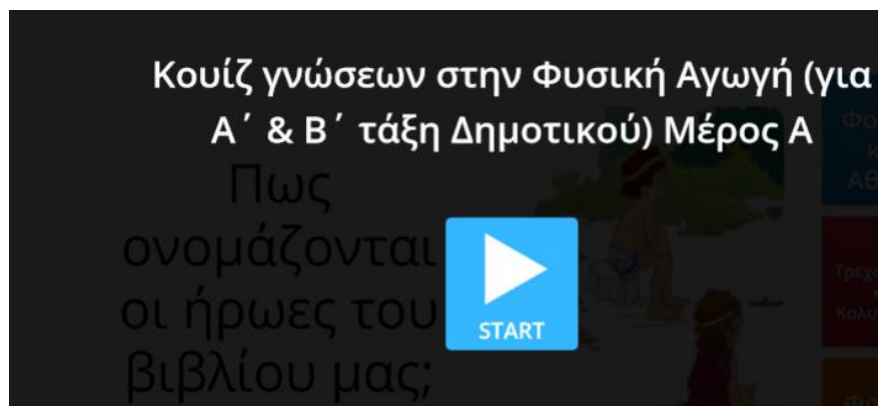 Κουίζ γνώσεων στην Φυσική Αγωγή (για
Α΄ & Β΄ τάξη Δημοτικού) Μέρος Α
Πως
ονομάζονται
οι ήρωες του
βιβλίου μας;
START